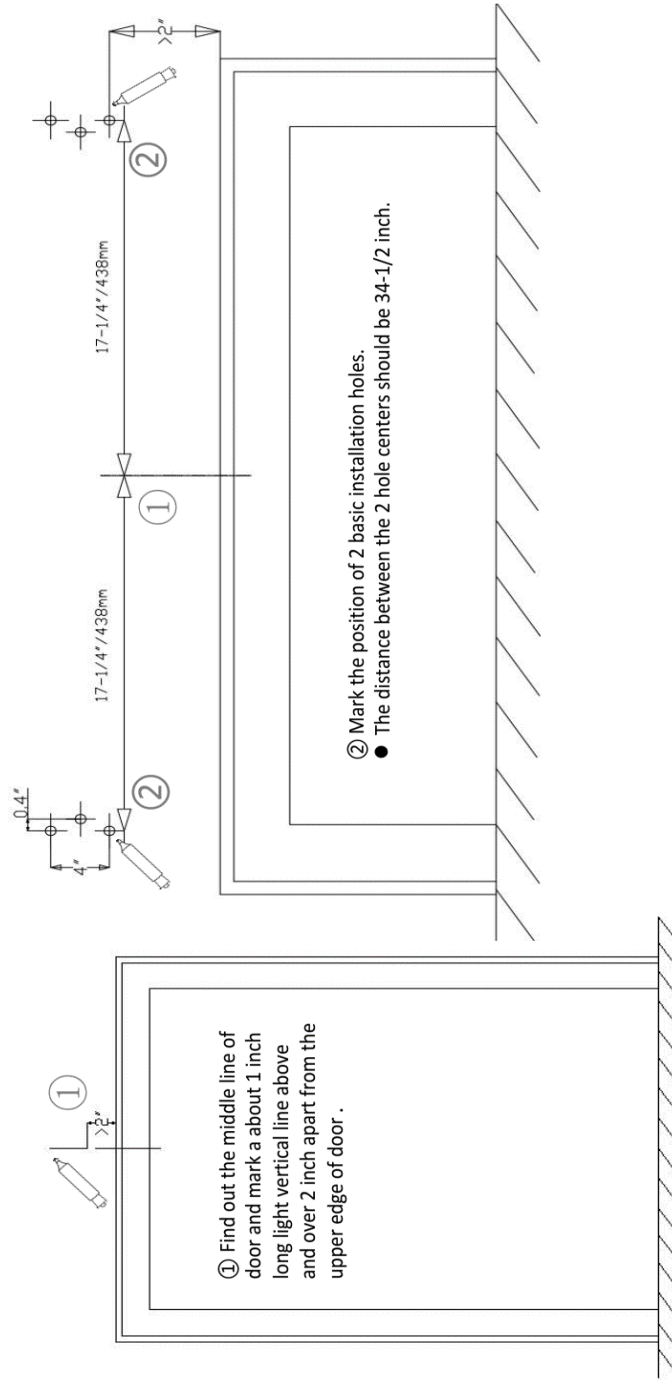 ①
>2"
① Find out the middle line of
door and mark a about 1 inch
long light vertical line above
and over 2 inch apart from the
upper edge of door .
0.4"
4"
17-1/4"/438mm
17-1/4"/438mm
>2"
②
①
②
② Mark the position of 2 basic installation holes.
● The distance between the 2 hole centers should be 34-1/2 inch.